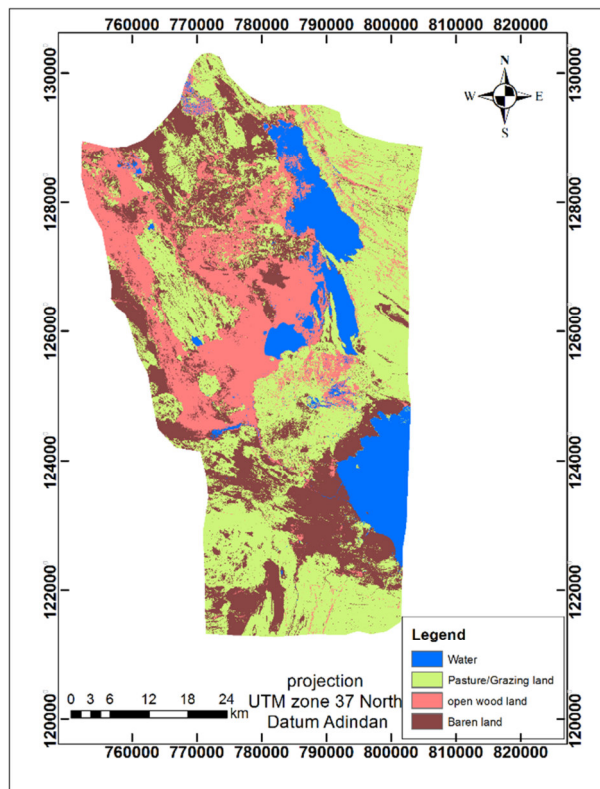 760000 770000 780000 790000 800000 810000 820000
130000
128000
126000
124000
122000
120000
N
W E
S
130000
128000
126000
124000
122000
120000
Legend
Water
Pasture/Grazing land
open wood land
Baren land
projection
UTM zone 37 North
Datum Adindan
0 3 6 12 18 24
km
760000 770000 780000 790000 800000 810000 820000